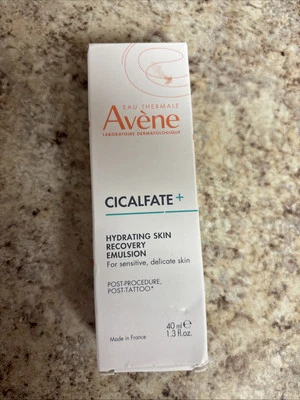 EAU THERMALE
Avène
LABORATOIRE DERMATOLOGIQUE
CICALFATE+
HYDRATING SKIN
RECOVERY
EMULSION
For sensitive, delicate skin
POST-PROCEDURE,
POST-TATTOO*
40 ml ℮
Made in France
1.3 fl.oz.